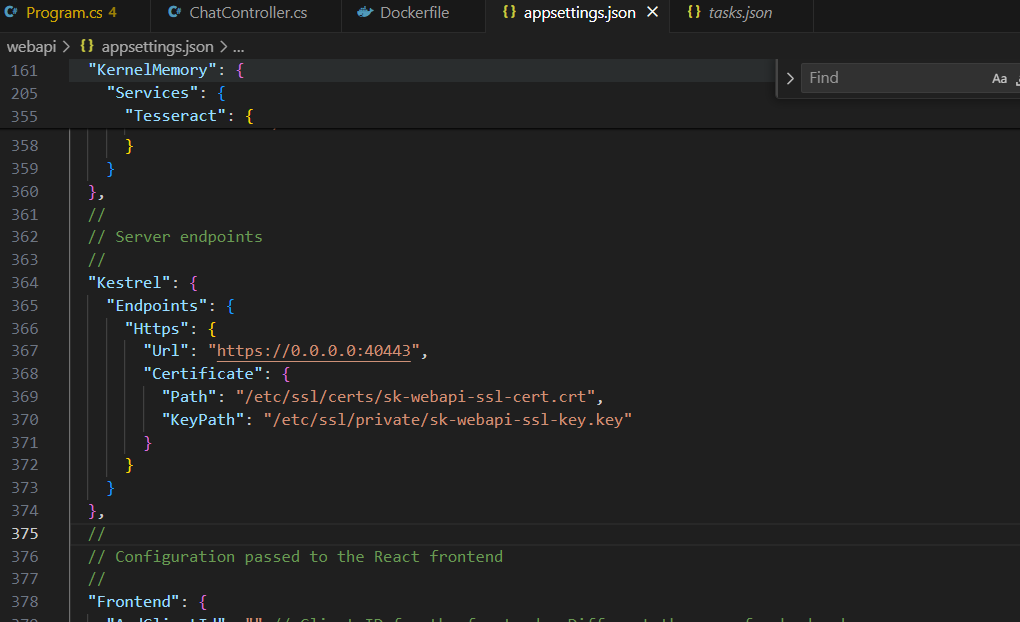 Program.cs 4 ChatController.cs Dockerfile {} appsettings.json × {} tasks.json
webapi > {} appsettings.json > ...
161 "KernelMemory": {
205 "Services": {
355 "Tesseract": {
> Find Aa
358 }
359 }
360 },
361 //
362 // Server endpoints
363 //
364 "Kestrel": {
365 "Endpoints": {
366 "Https": {
367 "Url": "https://0.0.0.0:40443",
368 "Certificate": {
369 "Path": "/etc/ssl/certs/sk-webapi-ssl-cert.crt",
370 "KeyPath": "/etc/ssl/private/sk-webapi-ssl-key.key"
371 }
372 }
373 }
374 },
375 //
376 // Configuration passed to the React frontend
377 //
378 "Frontend": {